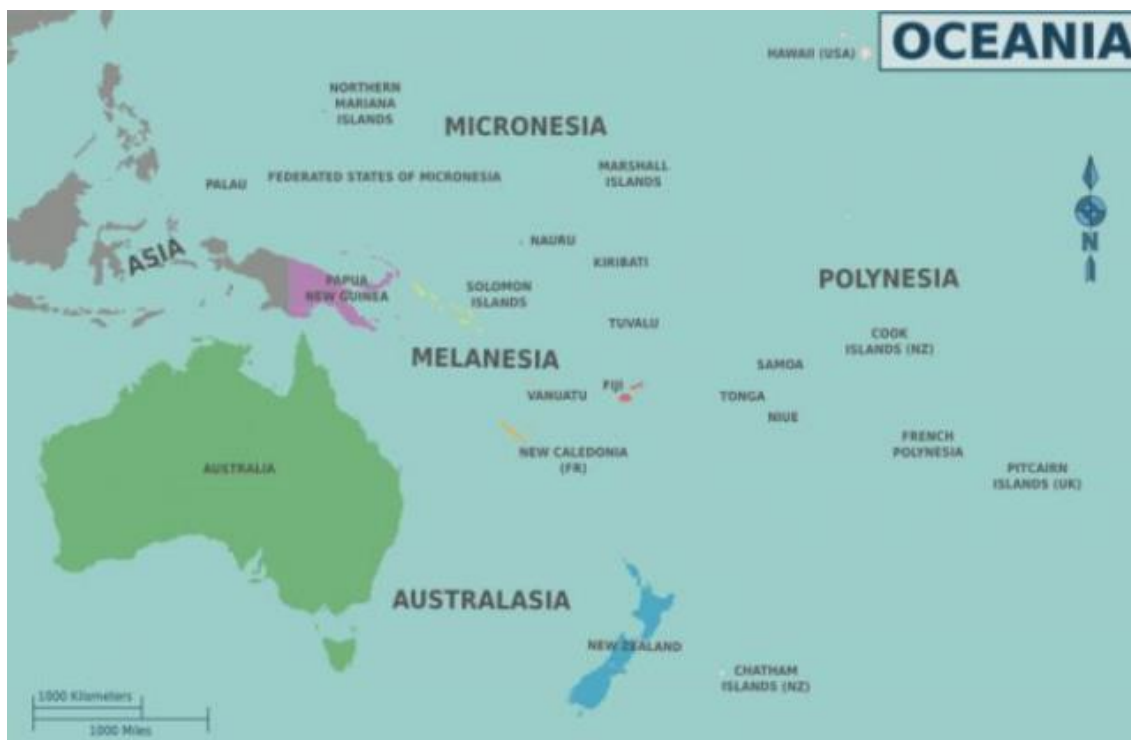 OCEANIA
HAWAII (USA)
NORTHERN
MARIANA
ISLANDS
MICRONESIA
MARSHALL
ISLANDS
PALAU
FEDERATED STATES OF MICRONESIA
N
NAURU
KIRIBATI
ASIA
POLYNESIA
PAPUA
NEW GUINEA
SOLOMON
ISLANDS
TUVALU
COOK
ISLANDS (NZ)
MELANESIA
SAMOA
VANUATU
FIJI
TONGA
NIUE
FRENCH
POLYNESIA
NEW CALEDONIA
(FR)
AUSTRALIA
PITCAIRN
ISLANDS (UK)
AUSTRALASIA
NEW ZEALAND
CHATHAM
ISLANDS (NZ)
1000 Kilometers
1000 Miles